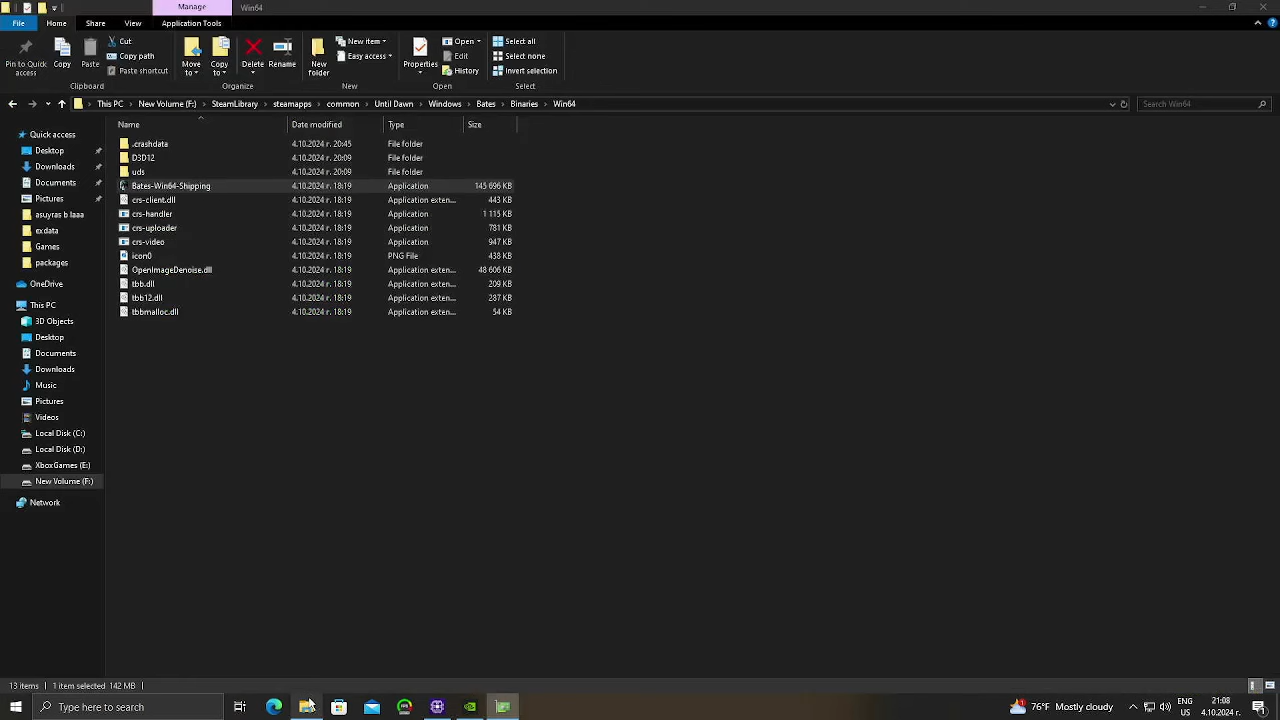 Manage Win64
File Home Share View Application Tools
Pin to Quick access
Copy
Paste
Cut
Copy path
Paste shortcut
Clipboard
Move to
Copy to
Delete
Rename
Organize
New folder
New item
Easy access
New
Properties
Open
Edit
History
Open
Select all
Select none
Invert selection
Select
This PC New Volume (F:) SteamLibrary steamapps common Until Dawn Windows Bates Binaries Win64 Search Win64
Name Date modified Type Size
.crashdata 4.10.2024 г. 20:45 File folder
D3D12 4.10.2024 г. 20:09 File folder
uds 4.10.2024 г. 20:09 File folder
Bates-Win64-Shipping 4.10.2024 г. 18:19 Application 145 696 KB
crs-client.dll 4.10.2024 г. 18:19 Application exten... 443 KB
crs-handler 4.10.2024 г. 18:19 Application 1 115 KB
crs-uploader 4.10.2024 г. 18:19 Application 781 KB
crs-video 4.10.2024 г. 18:19 Application 947 KB
icon0 4.10.2024 г. 18:19 PNG File 438 KB
OpenImageDenoise.dll 4.10.2024 г. 18:19 Application exten... 48 606 KB
tbb.dll 4.10.2024 г. 18:19 Application exten... 209 KB
tbb12.dll 4.10.2024 г. 18:19 Application exten... 287 KB
tbbmalloc.dll 4.10.2024 г. 18:19 Application exten... 54 KB
Quick access
Desktop
Downloads
Documents
Pictures
asuyras b laaa
exdata
Games
packages
OneDrive
This PC
3D Objects
Desktop
Documents
Downloads
Music
Pictures
Videos
Local Disk (C:)
Local Disk (D:)
XboxGames (E:)
New Volume (F:)
Network
13 items 1 item selected 142 MB
Type here to search
75°F Mostly cloudy
ENG
US
21:08
4.10.2024 г.